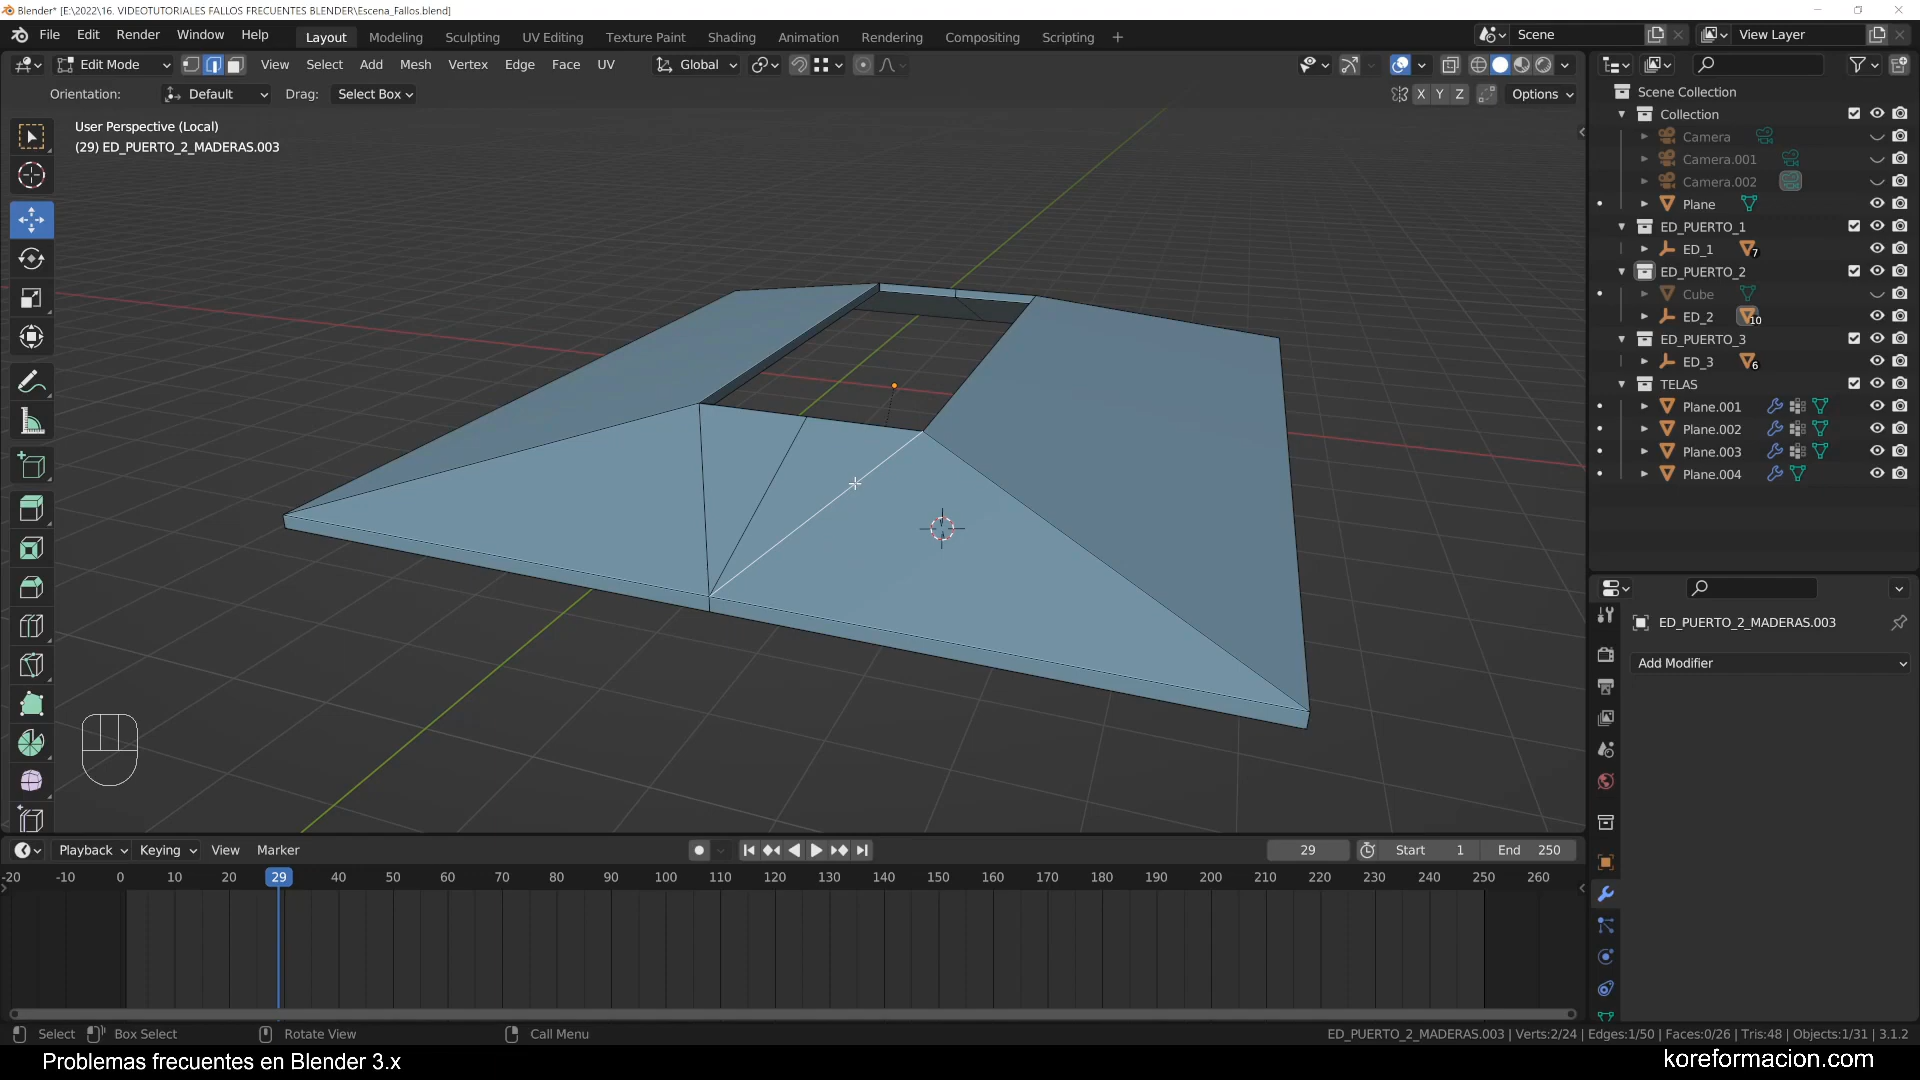 Blender* [E:\2022\16. VIDEOTUTORIALES FALLOS FRECUENTES BLENDER\Escena_Fallos.blend]
File Edit Render Window Help Layout Modeling Sculpting UV Editing Texture Paint Shading Animation Rendering Compositing Scripting + Scene View Layer
Edit Mode View Select Add Mesh Vertex Edge Face UV Global
Orientation: Default Drag: Select Box X Y Z Options
User Perspective (Local)
(29) ED_PUERTO_2_MADERAS.003
Scene Collection
Collection
Camera
Camera.001
Camera.002
Plane
ED_PUERTO_1
ED_1 7
ED_PUERTO_2
Cube
ED_2 10
ED_PUERTO_3
ED_3 6
TELAS
Plane.001
Plane.002
Plane.003
Plane.004
ED_PUERTO_2_MADERAS.003
Add Modifier
Playback Keying View Marker 29 Start 1 End 250
-20 -10 0 10 20 29 40 50 60 70 80 90 100 110 120 130 140 150 160 170 180 190 200 210 220 230 240 250 260
Select Box Select Rotate View Call Menu ED_PUERTO_2_MADERAS.003 | Verts:2/24 | Edges:1/50 | Faces:0/26 | Tris:48 | Objects:1/31 | 3.1.2
Problemas frecuentes en Blender 3.x koreformacion.com